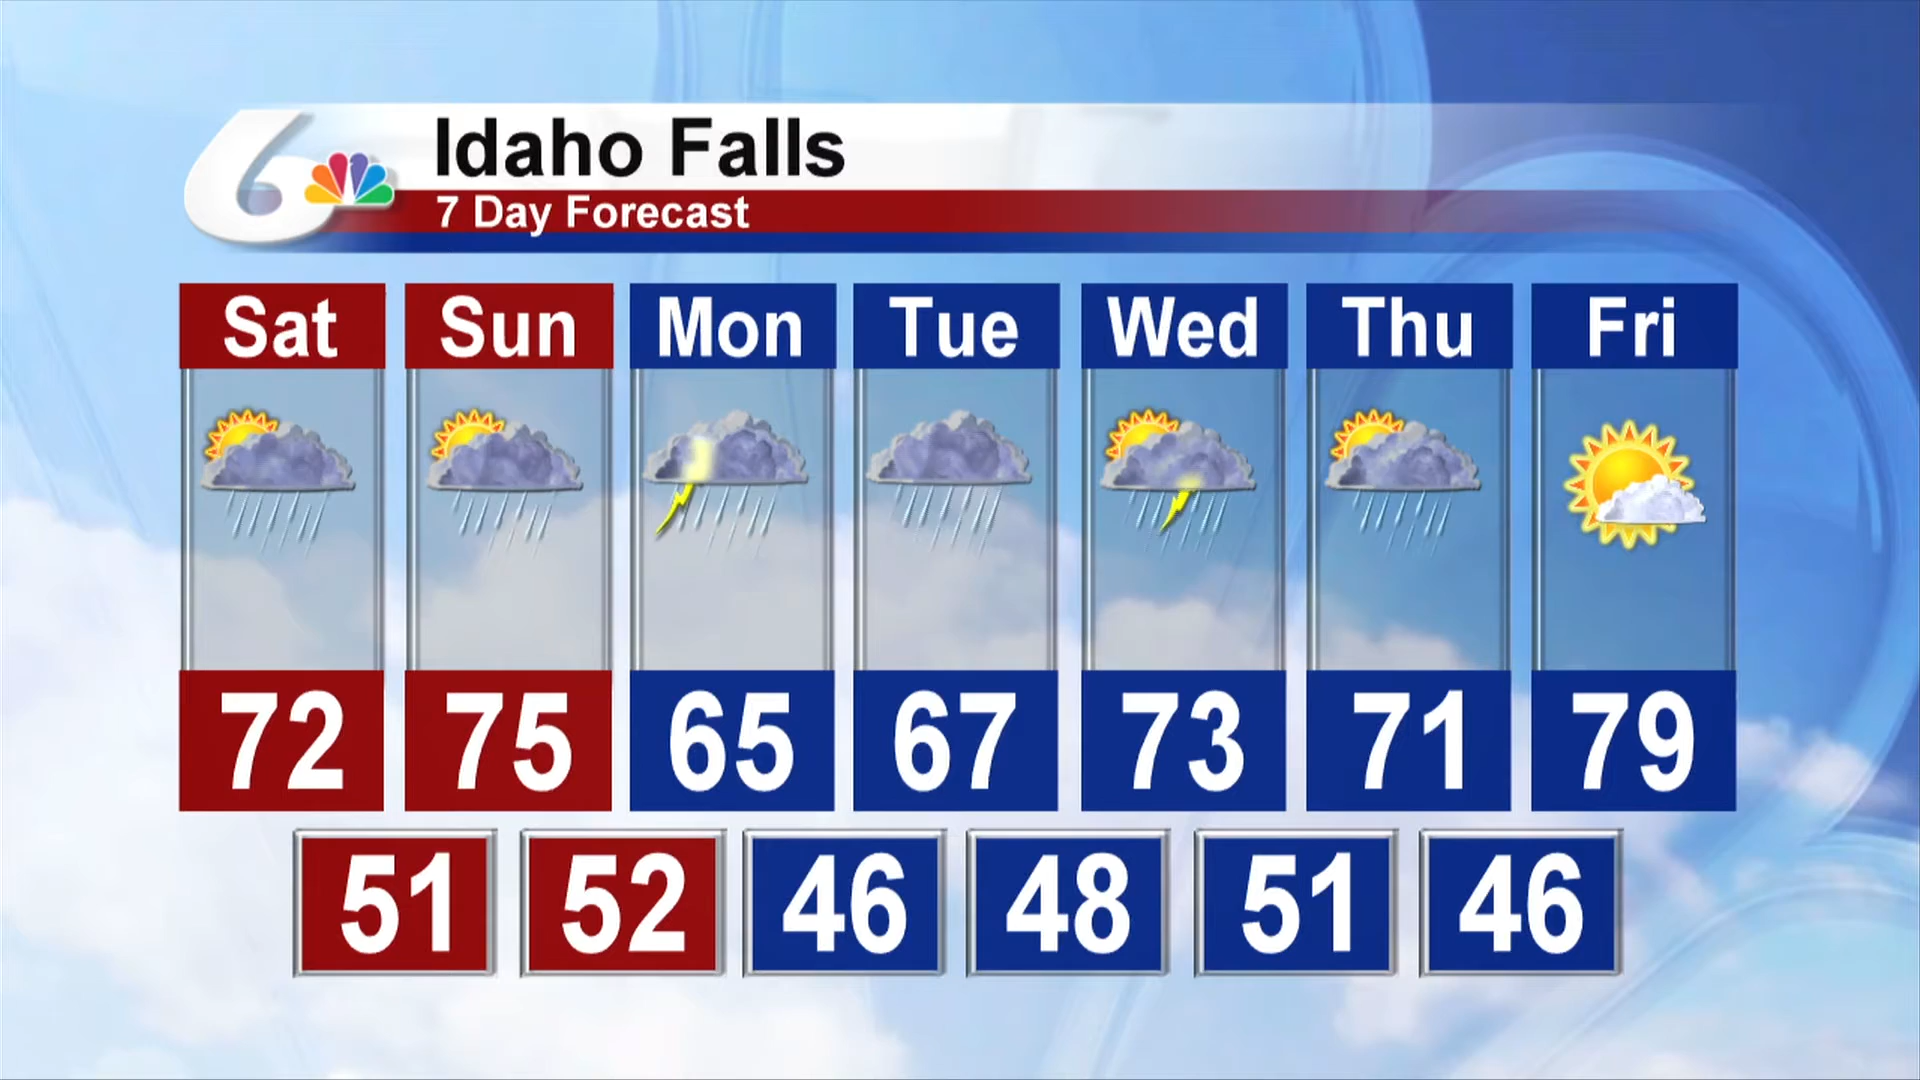 6
Idaho Falls
7 Day Forecast
Sat Sun Mon Tue Wed Thu Fri
72 75 65 67 73 71 79
51 52 46 48 51 46